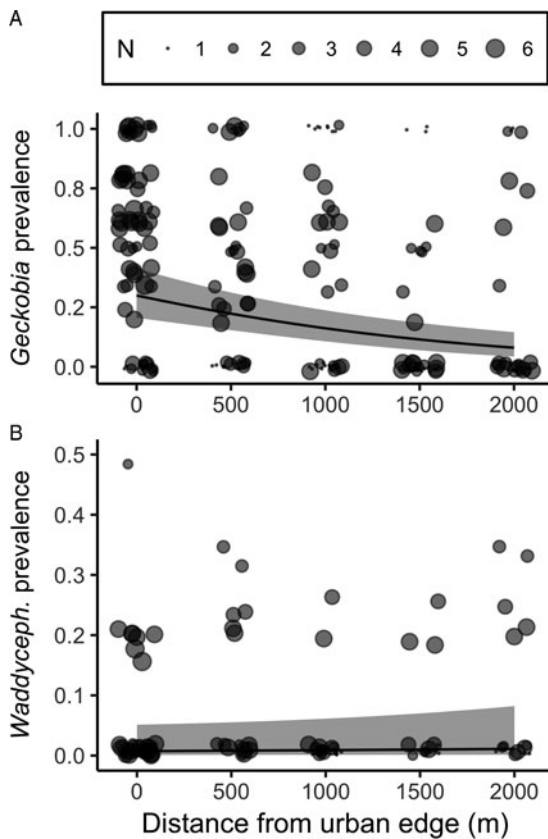 A
N 1 2 3 4 5 6
Geckobia prevalence
1.0
0.8
0.5
0.2
0.0
0 500 1000 1500 2000
B
Waddyceph. prevalence
0.5
0.4
0.3
0.2
0.1
0.0
0 500 1000 1500 2000
Distance from urban edge (m)